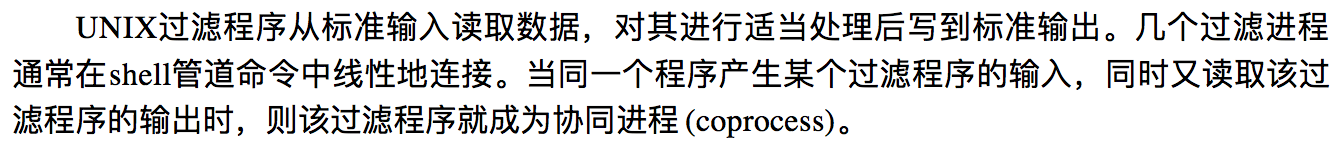 UNIX过滤程序从标准输入读取数据，对其进行适当处理后写到标准输出。几个过滤进程
通常在shell管道命令中线性地连接。当同一个程序产生某个过滤程序的输入，同时又读取该过
滤程序的输出时，则该过滤程序就成为协同进程 (coprocess)。